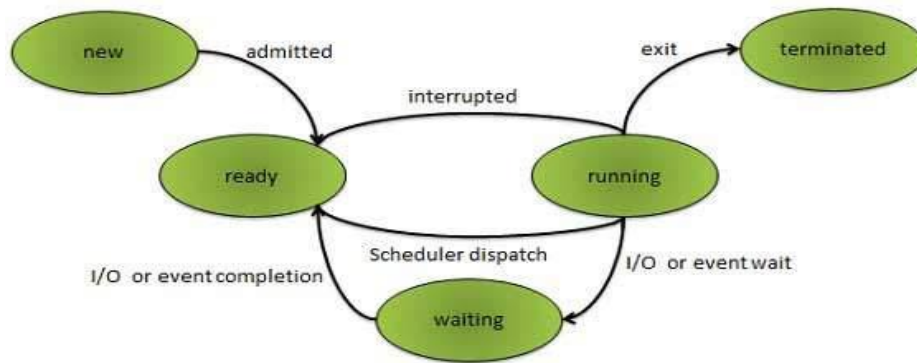 new
admitted
exit
terminated
interrupted
ready
running
Scheduler dispatch
I/O or event completion
I/O or event wait
waiting